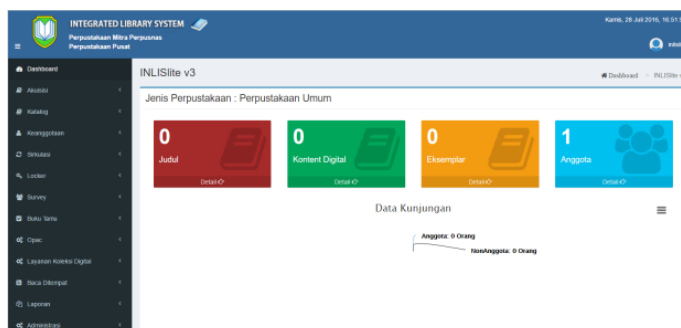 INTEGRATED LIBRARY SYSTEM
Perpustakaan Mitra Perpusnas
Perpustakaan Pusat
Kamis, 28 Juli 2016, 16:51:
Dashboard
Akuisisi
Katalog
Keanggotaan
Sirkulasi
Locker
Survey
Buku Tamu
Opac
Layanan Koleksi Digital
Baca Ditempat
Laporan
Administrasi
INLISlite v3
Dashboard
INLISlite v
Jenis Perpustakaan : Perpustakaan Umum
0
Judul
Detail
0
Kontent Digital
Detail
0
Eksemplar
Detail
1
Anggota
Detail
Data Kunjungan
Anggota: 0 Orang
NonAnggota: 0 Orang